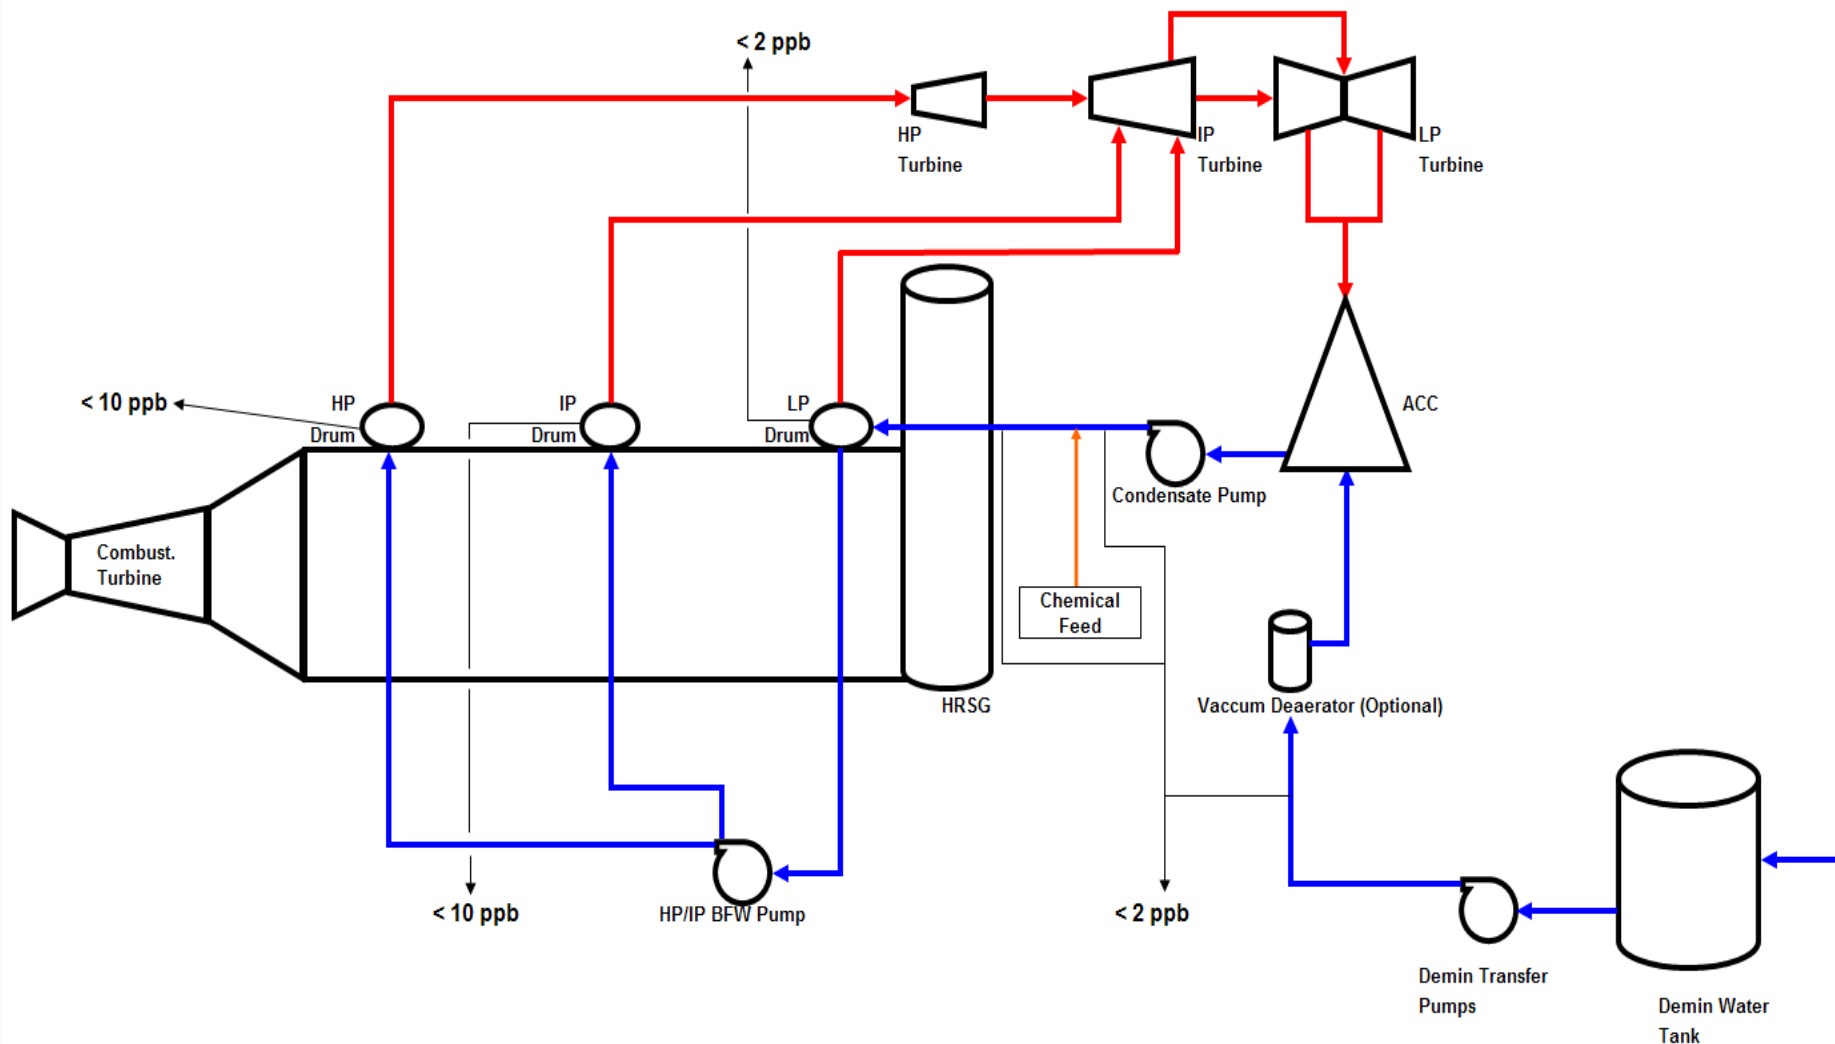 < 2 ppb
HP
Turbine
IP
Turbine
LP
Turbine
< 10 ppb
HP
Drum
IP
Drum
LP
Drum
ACC
Condensate Pump
Combust.
Turbine
Chemical
Feed
HRSG
Vaccum Deaerator (Optional)
< 10 ppb
HP/IP BFW Pump
< 2 ppb
Demin Transfer
Pumps
Demin Water
Tank